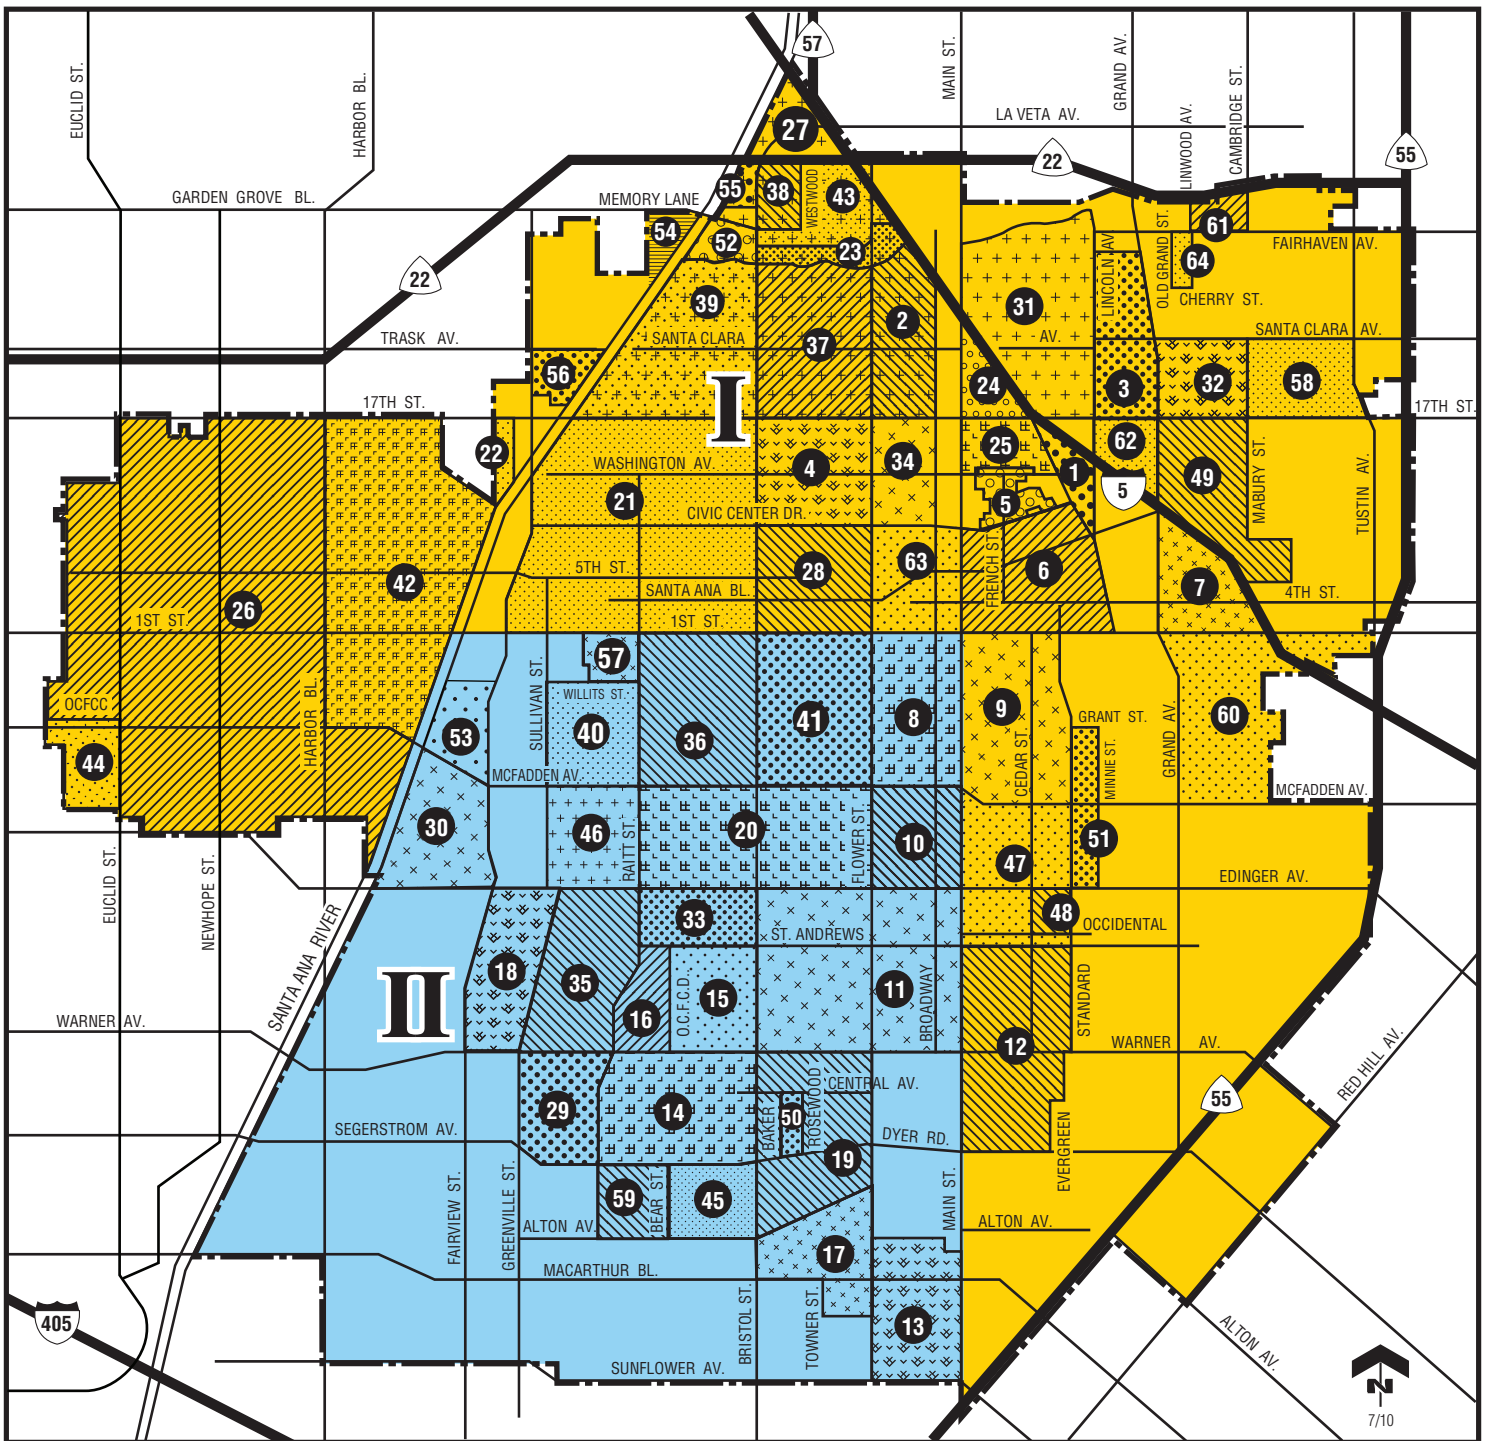 57
EUCLID ST.
HARBOR BL.
MAIN ST.
GRAND AV.
CAMBRIDGE ST.
LINWOOD AV.
LA VETA AV.
27
22
55
GARDEN GROVE BL.
MEMORY LANE
55
38
WESTWOOD
43
54
52
23
OLD GRAND ST.
61
FAIRHAVEN AV.
64
LINCOLN AV.
22
39
2
31
CHERRY ST.
TRASK AV.
SANTA CLARA
37
AV.
SANTA CLARA AV.
56
I
24
3
32
58
17TH ST.
17TH ST.
22
4
34
25
62
WASHINGTON AV.
1
49
MABURY ST.
TUSTIN AV.
21
5
5
CIVIC CENTER DR.
42
5TH ST.
28
63
FRENCH ST.
6
7
4TH ST.
26
SANTA ANA BL.
1ST ST.
1ST ST.
57
SULLIVAN ST.
WILLITS ST.
OCFCC
HARBOR BL.
53
40
36
41
8
9
CEDAR ST.
GRANT ST.
MINNIE ST.
GRAND AV.
60
44
MCFADDEN AV.
MCFADDEN AV.
30
46
RAITT ST.
20
FLOWER ST.
10
47
51
EUCLID ST.
NEWHOPE ST.
EDINGER AV.
SANTA ANA RIVER
33
ST. ANDREWS
48
OCCIDENTAL
18
35
16
O.C.F.C.D.
15
11
BROADWAY
STANDARD
II
12
WARNER AV.
WARNER AV.
RED HILL AV.
29
14
BAKER
50
ROSEWOOD
CENTRAL AV.
55
SEGERSTROM AV.
DYER RD.
19
EVERGREEN
FAIRVIEW ST.
GREENVILLE ST.
59
BEAR ST.
45
MAIN ST.
ALTON AV.
ALTON AV.
17
MACARTHUR BL.
BRISTOL ST.
TOWNER ST.
13
405
ALTON AV.
SUNFLOWER AV.
N
7/10